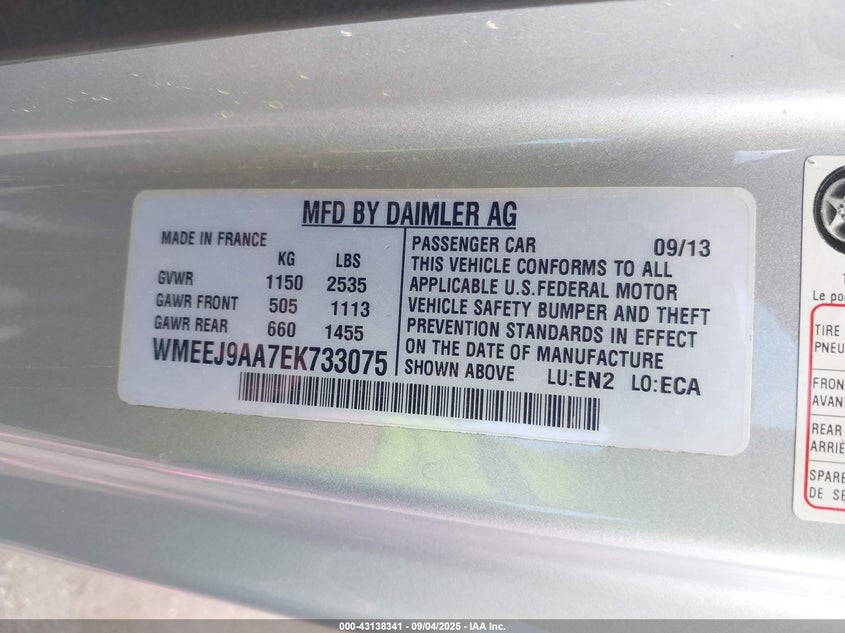 MFD BY DAIMLER AG
MADE IN FRANCE
KG LBS
GVWR 1150 2535
GAWR FRONT 505 1113
GAWR REAR 660 1455
WMEEJ9AA7EK733075
PASSENGER CAR 09/13
THIS VEHICLE CONFORMS TO ALL
APPLICABLE U.S.FEDERAL MOTOR
VEHICLE SAFETY BUMPER AND THEFT
PREVENTION STANDARDS IN EFFECT
ON THE DATE OF MANUFACTURE
SHOWN ABOVE LU:EN2 LO:ECA
Le po
TIRE
PNEU
FRON
AVAN
REAR
ARRIÈ
SPARE
DE SE
000-43138341 - 09/04/2025 - IAA Inc.